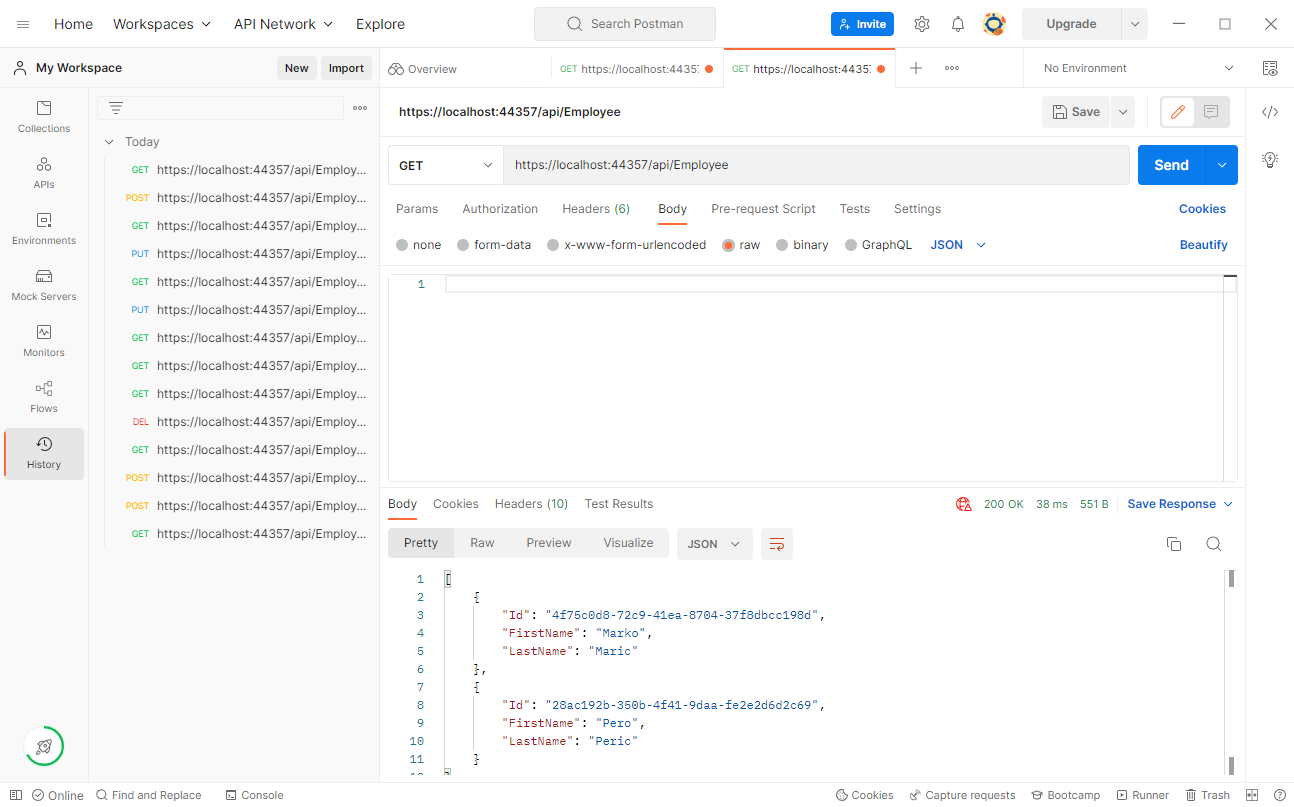 Home Workspaces API Network Explore Search Postman Invite Upgrade
My Workspace New Import Overview GET https://localhost:4435 GET https://localhost:4435 No Environment
Collections
APIs
Environments
Mock Servers
Monitors
Flows
History
Today
GET https://localhost:44357/api/Employ...
POST https://localhost:44357/api/Employ...
GET https://localhost:44357/api/Employ...
PUT https://localhost:44357/api/Employ...
GET https://localhost:44357/api/Employ...
PUT https://localhost:44357/api/Employ...
GET https://localhost:44357/api/Employ...
GET https://localhost:44357/api/Employ...
GET https://localhost:44357/api/Employ...
DEL https://localhost:44357/api/Employ...
GET https://localhost:44357/api/Employ...
POST https://localhost:44357/api/Employ...
POST https://localhost:44357/api/Employ...
GET https://localhost:44357/api/Employ...
https://localhost:44357/api/Employee Save
GET https://localhost:44357/api/Employee Send
Params Authorization Headers (6) Body Pre-request Script Tests Settings Cookies
none form-data x-www-form-urlencoded raw binary GraphQL JSON Beautify
1
Body Cookies Headers (10) Test Results 200 OK 38 ms 551 B Save Response
Pretty Raw Preview Visualize JSON
1 [
2 {
3 "Id": "4f75c0d8-72c9-41ea-8704-37f8dbcc198d",
4 "FirstName": "Marko",
5 "LastName": "Maric"
6 },
7 {
8 "Id": "28ac192b-350b-4f41-9daa-fe2e2d6d2c69",
9 "FirstName": "Pero",
10 "LastName": "Peric"
11 }
Online Find and Replace Console Cookies Capture requests Bootcamp Runner Trash